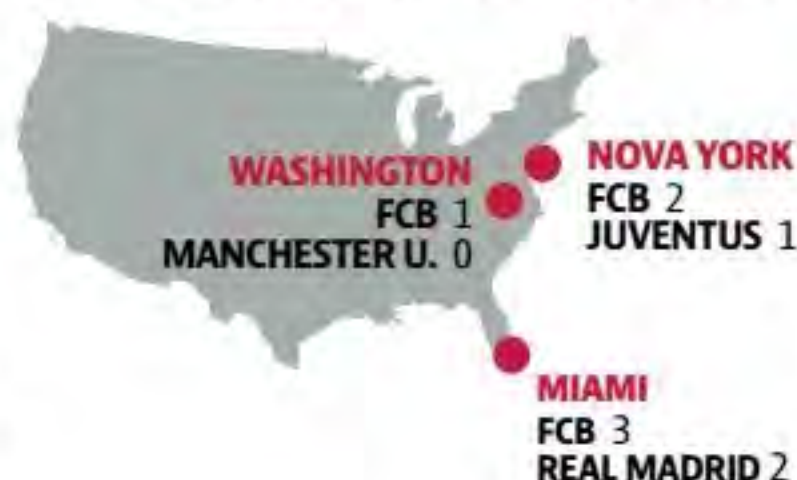 WASHINGTON
FCB 1
MANCHESTER U. 0
NOVA YORK
FCB 2
JUVENTUS 1
MIAMI
FCB 3
REAL MADRID 2